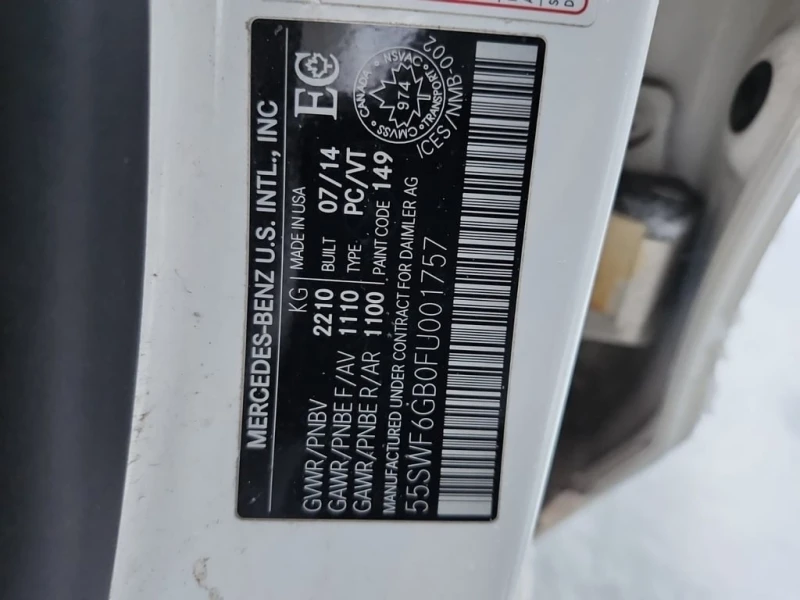 MERCEDES-BENZ U.S. INTL., INC
KG | MADE IN USA
GVWR/PNBV 2210 BUILT 07/14
GAWR/PNBE F/AV 1110 TYPE PC/VT
GAWR/PNBE R/AR 1100 PAINT CODE 149
MANUFACTURED UNDER CONTRACT FOR DAIMLER AG
55SWF6GB0FU001757
EC
CANADA • NSVAC
974
CMVSS • TRANSPORT
ICES/NMB-002